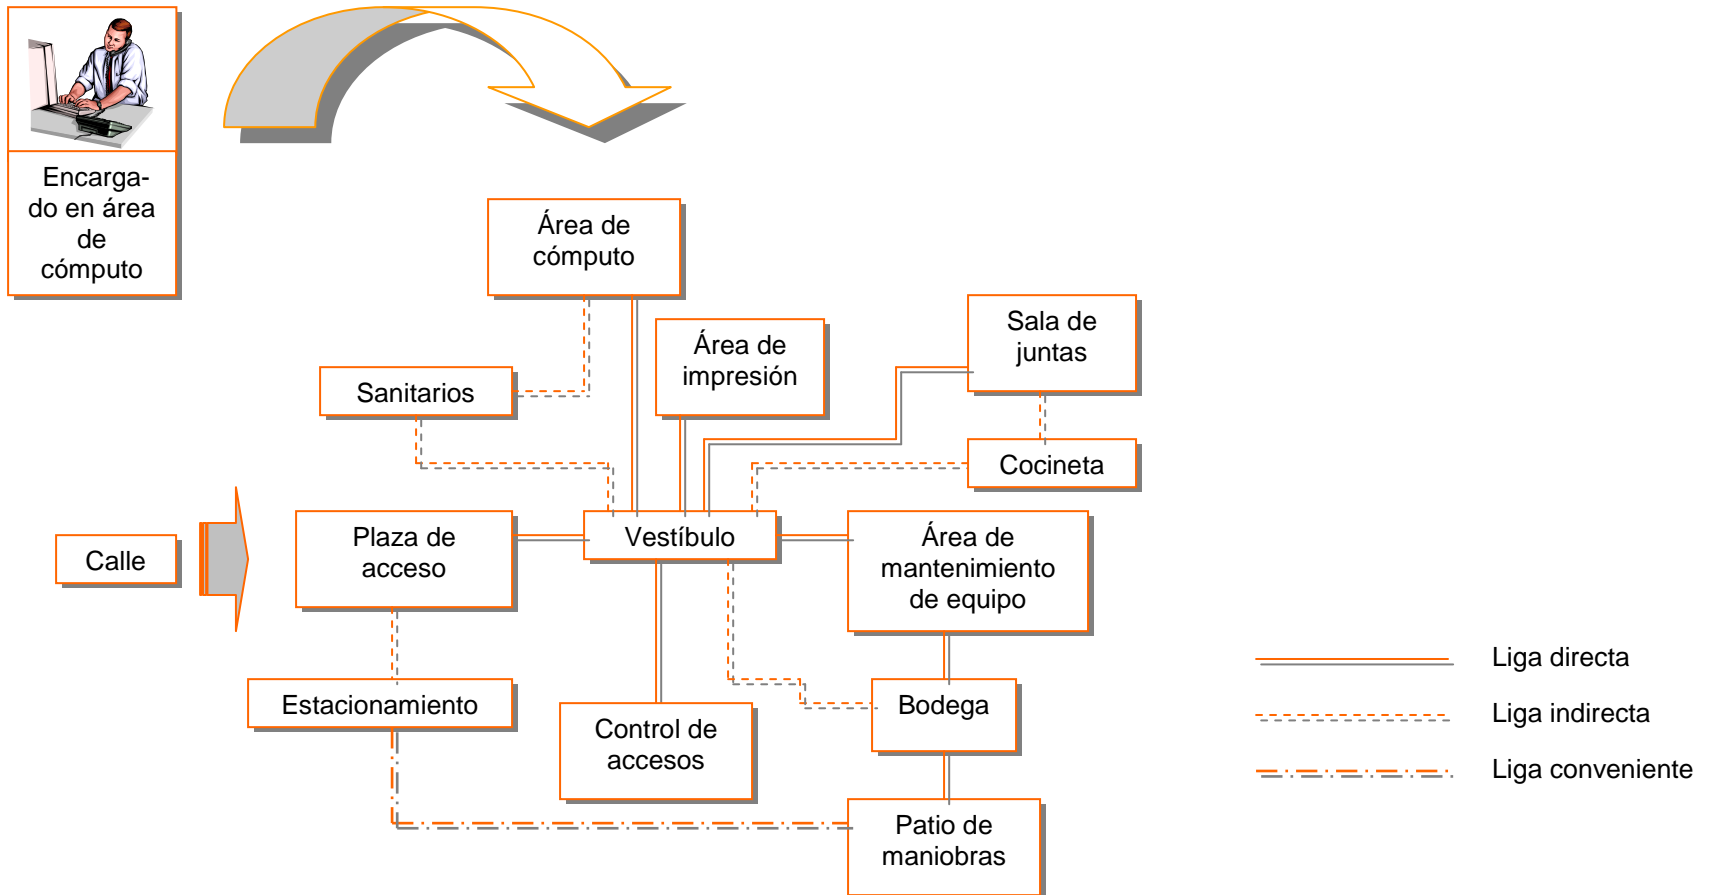 Encarga-
do en área
de
cómputo
Área de
cómputo
Sala de
juntas
Área de
impresión
Sanitarios
Cocineta
Calle
Plaza de
acceso
Vestíbulo
Área de
mantenimiento
de equipo
Estacionamiento
Control de
accesos
Bodega
Patio de
maniobras
Liga directa
Liga indirecta
Liga conveniente